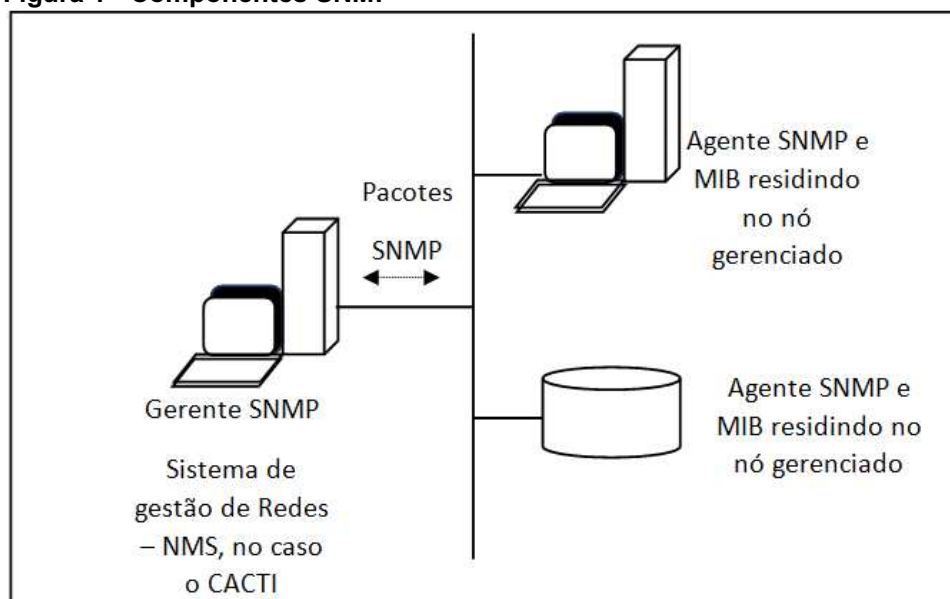 Pacotes
SNMP
Gerente SNMP
Sistema de
gestão de Redes
– NMS, no caso
o CACTI
Agente SNMP e
MIB residindo
no nó
gerenciado
Agente SNMP e
MIB residindo no
nó gerenciado